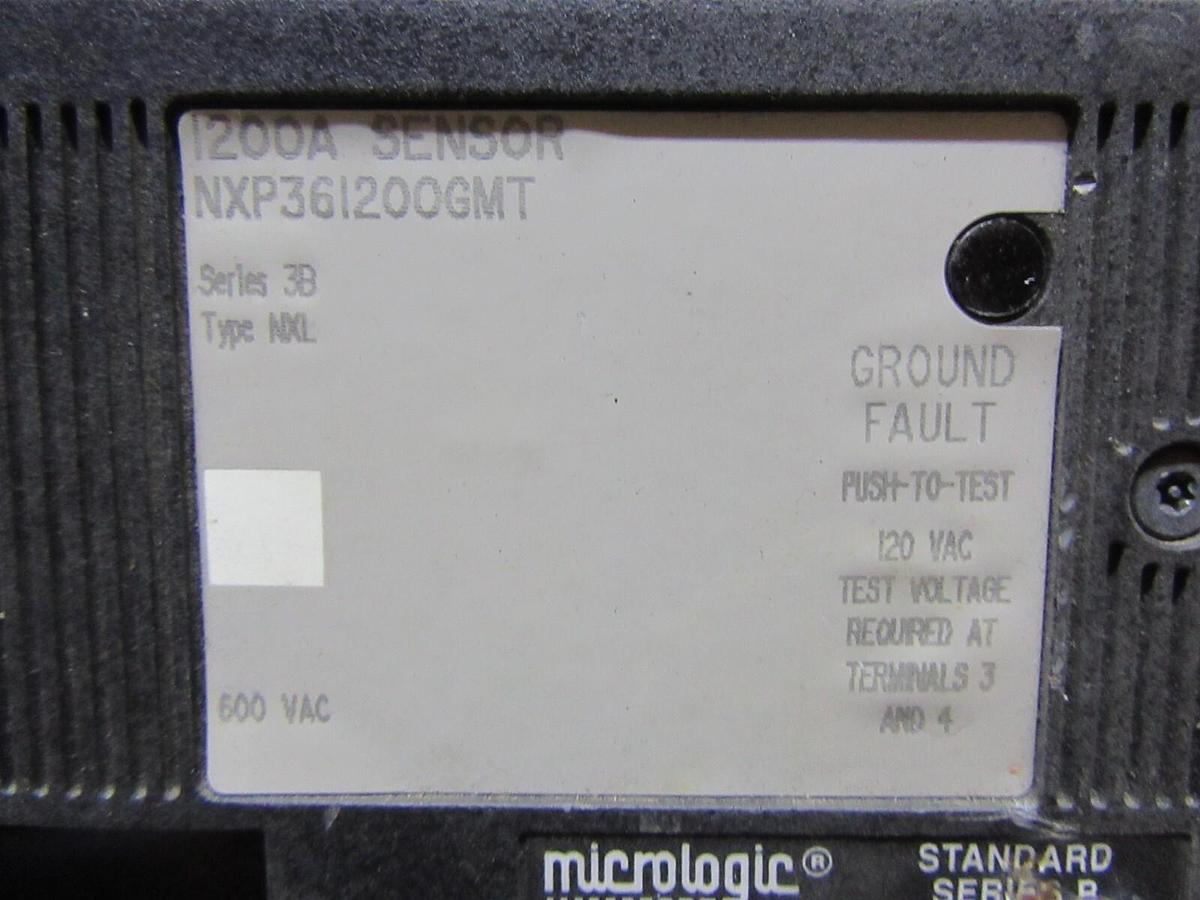 1200A SENSOR
NXP361200GMT
Series 3B
Type NXL
GROUND
FAULT
PUSH-TO-TEST
120 VAC
TEST VOLTAGE
REQUIRED AT
TERMINALS 3
AND 4
600 VAC
micrologic®
STANDARD
SERIES B